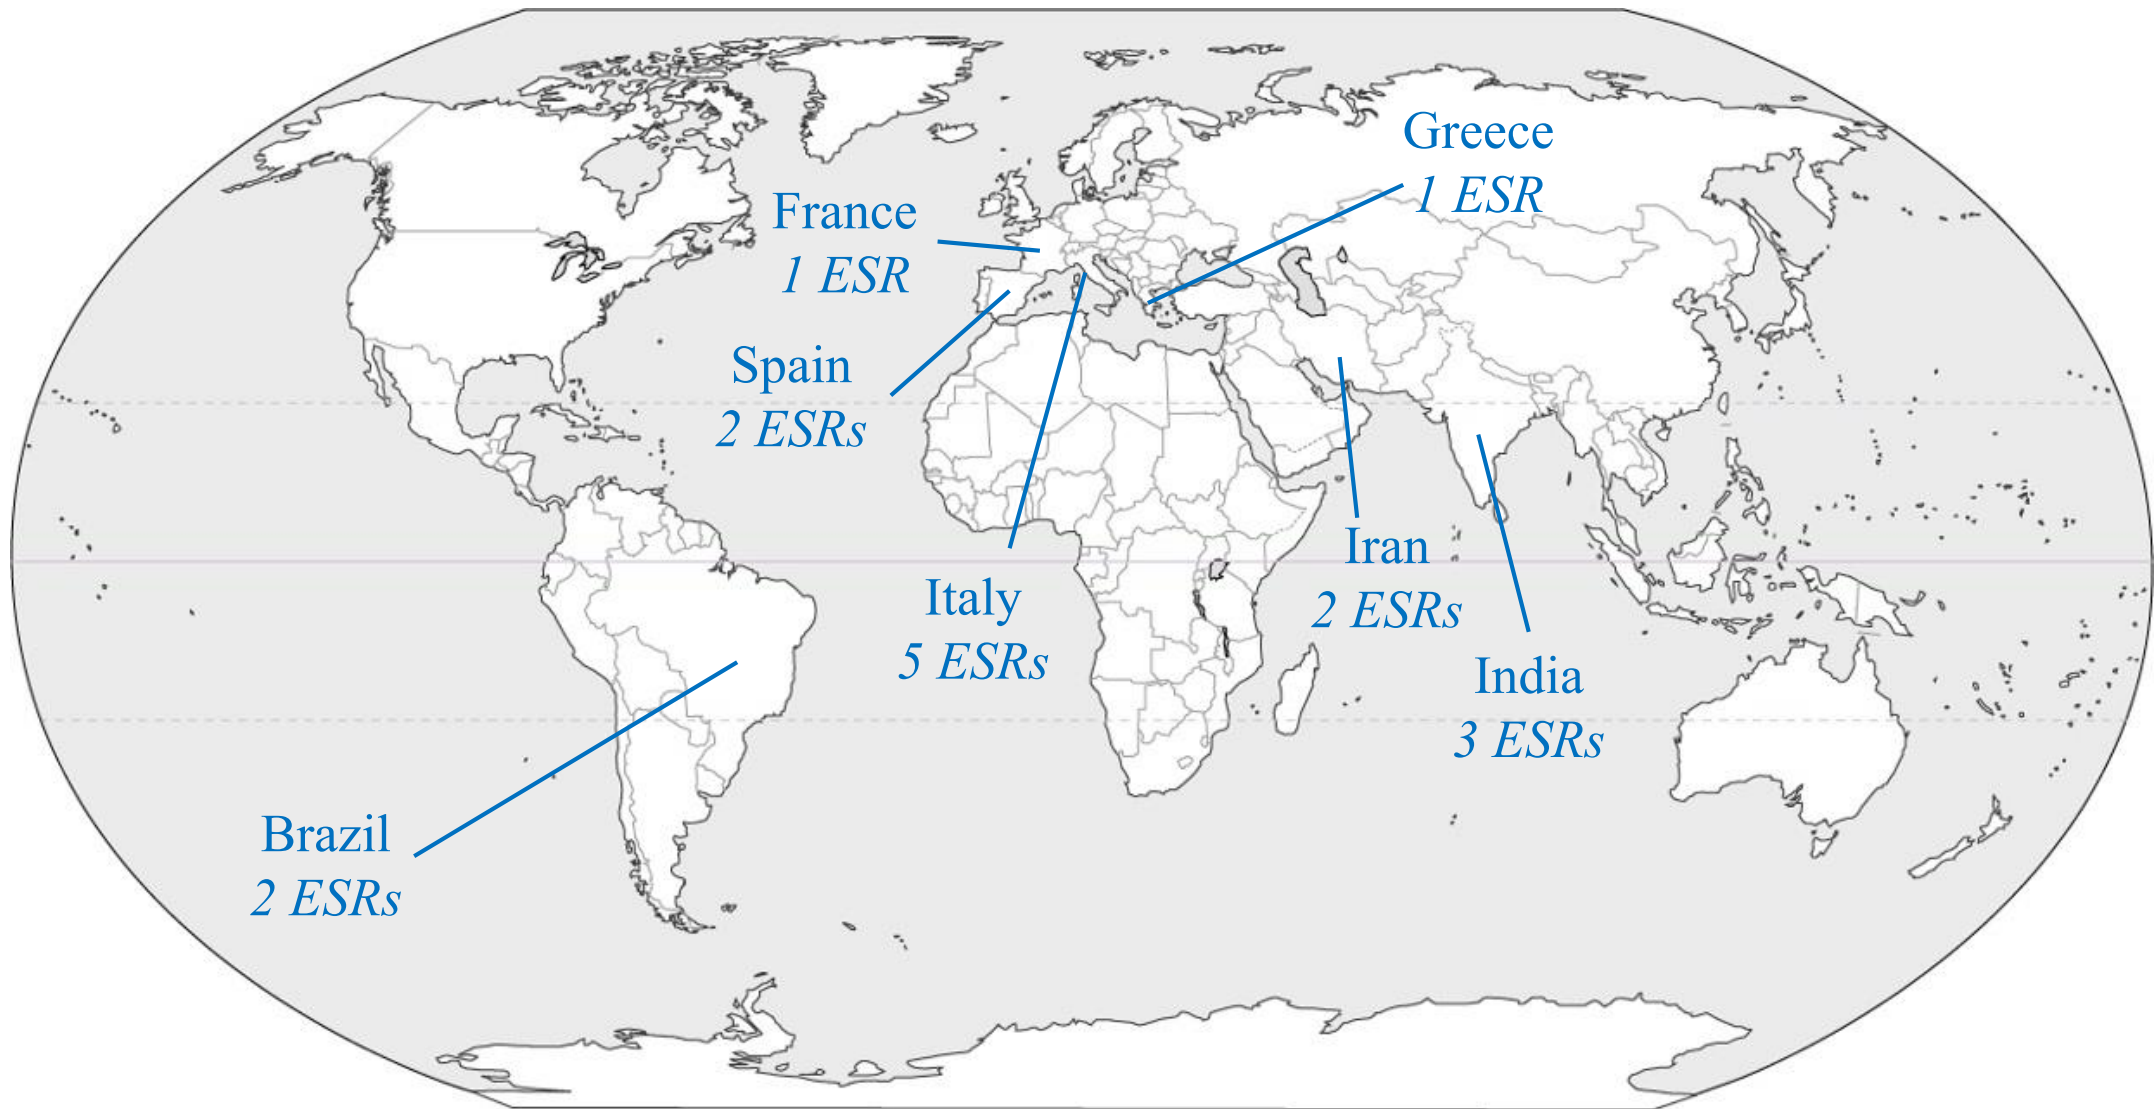 Greece
1 ESR
France
1 ESR
Spain
2 ESRs
Iran
2 ESRs
Italy
5 ESRs
India
3 ESRs
Brazil
2 ESRs